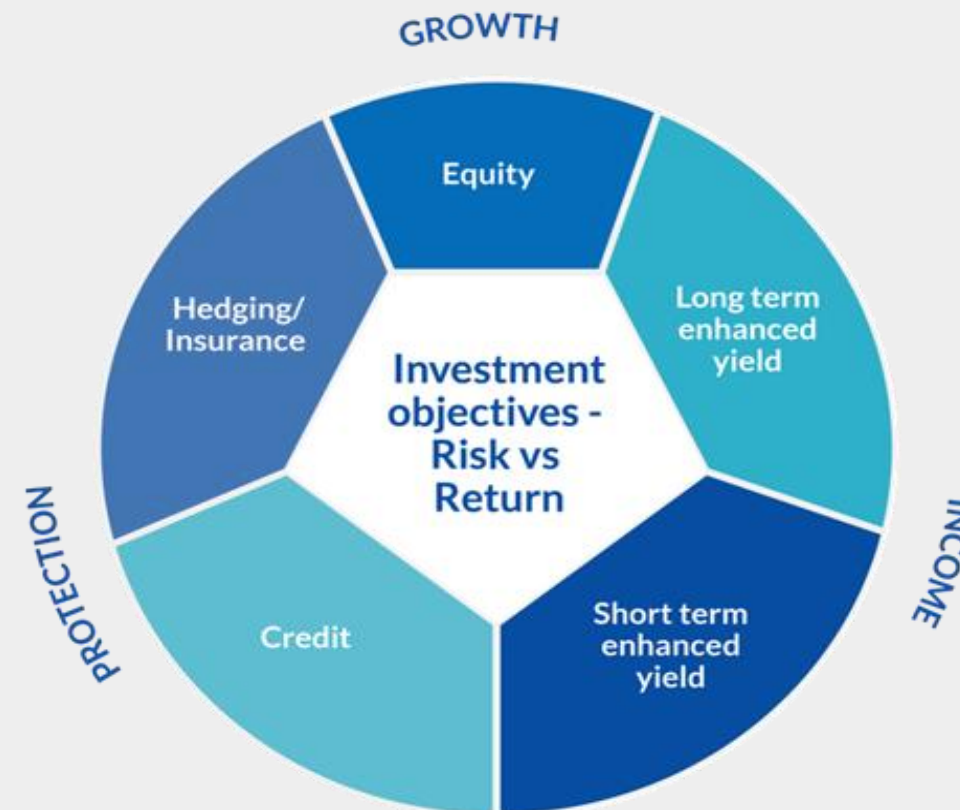 GROWTH
Equity
Hedging/
Insurance
Long term
enhanced
yield
Investment
objectives -
Risk vs
Return
PROTECTION
INCOME
Credit
Short term
enhanced
yield